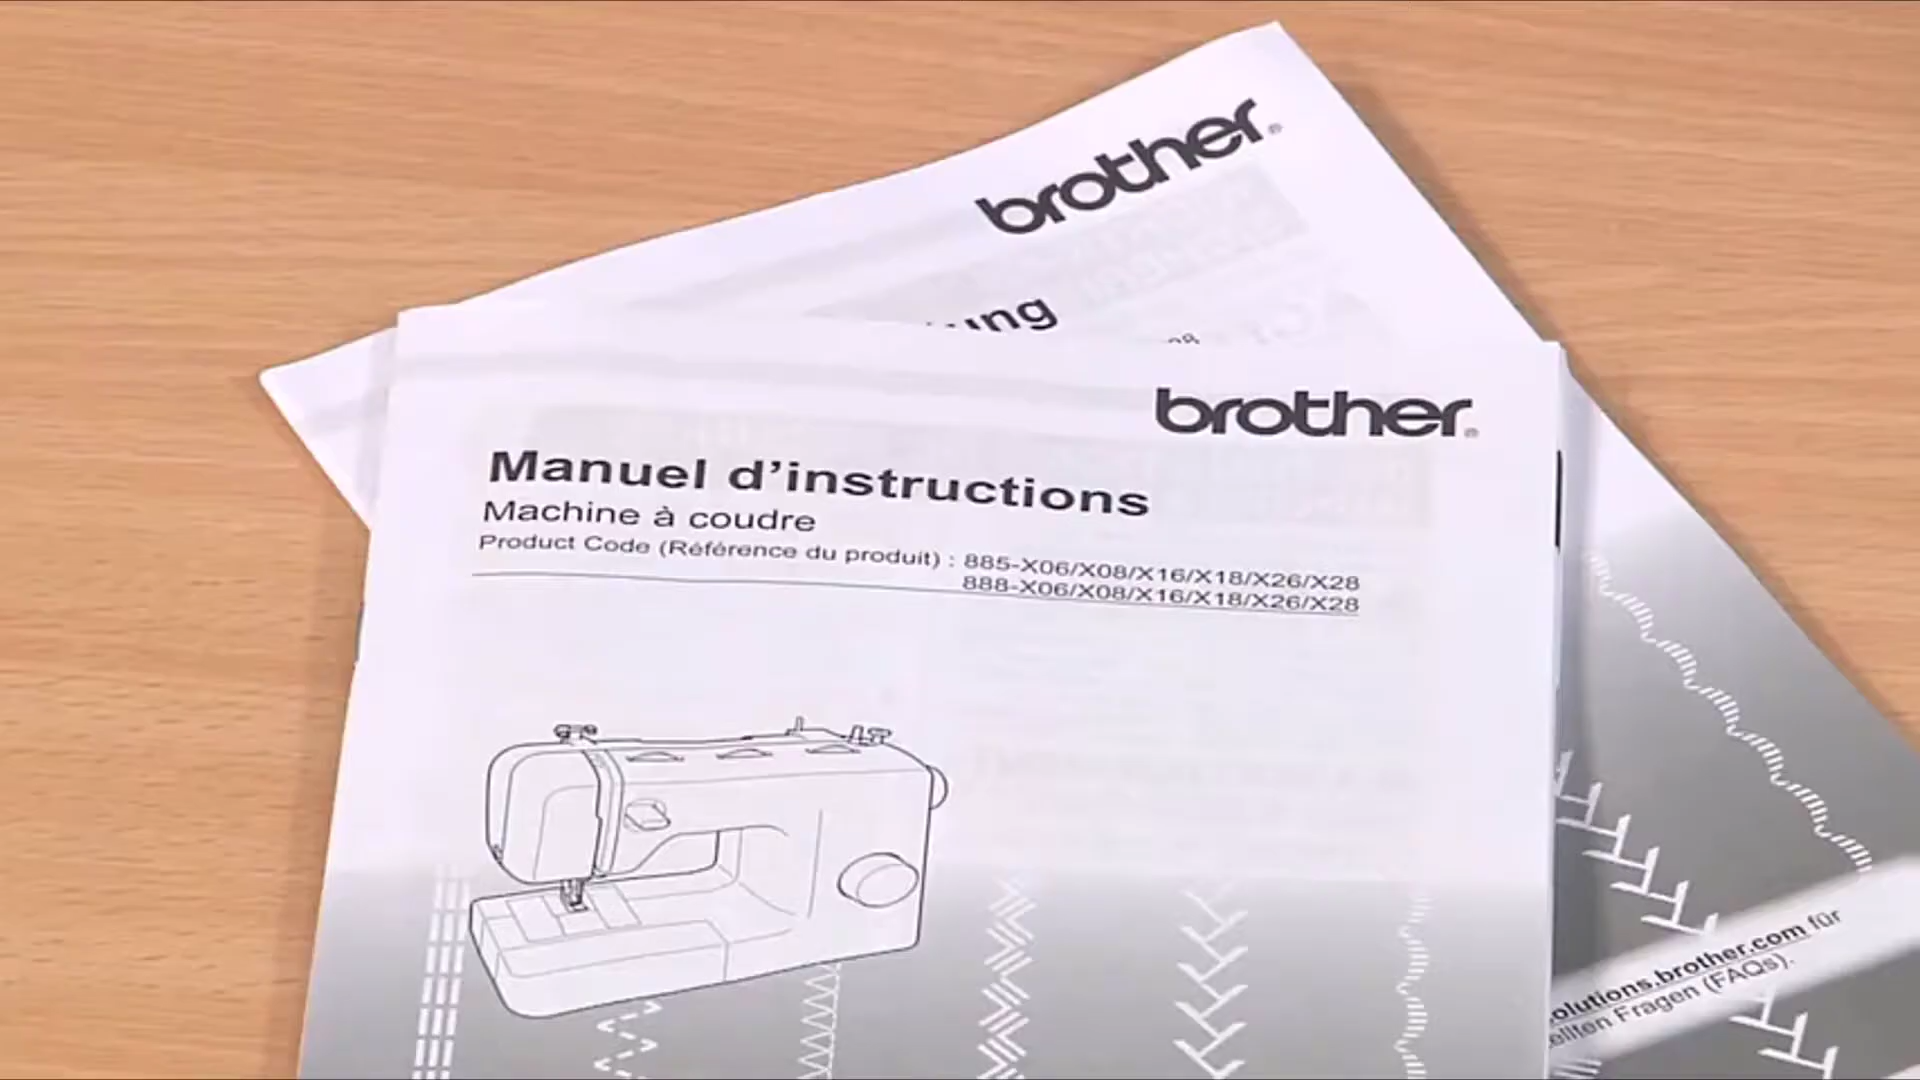 brother
brother
Manuel d'instructions
Machine à coudre
Product Code (Référence du produit) : 885-X06/X08/X16/X18/X26/X28
888-X06/X08/X16/X18/X26/X28
olutions.brother.com für
ellten Fragen (FAQs).